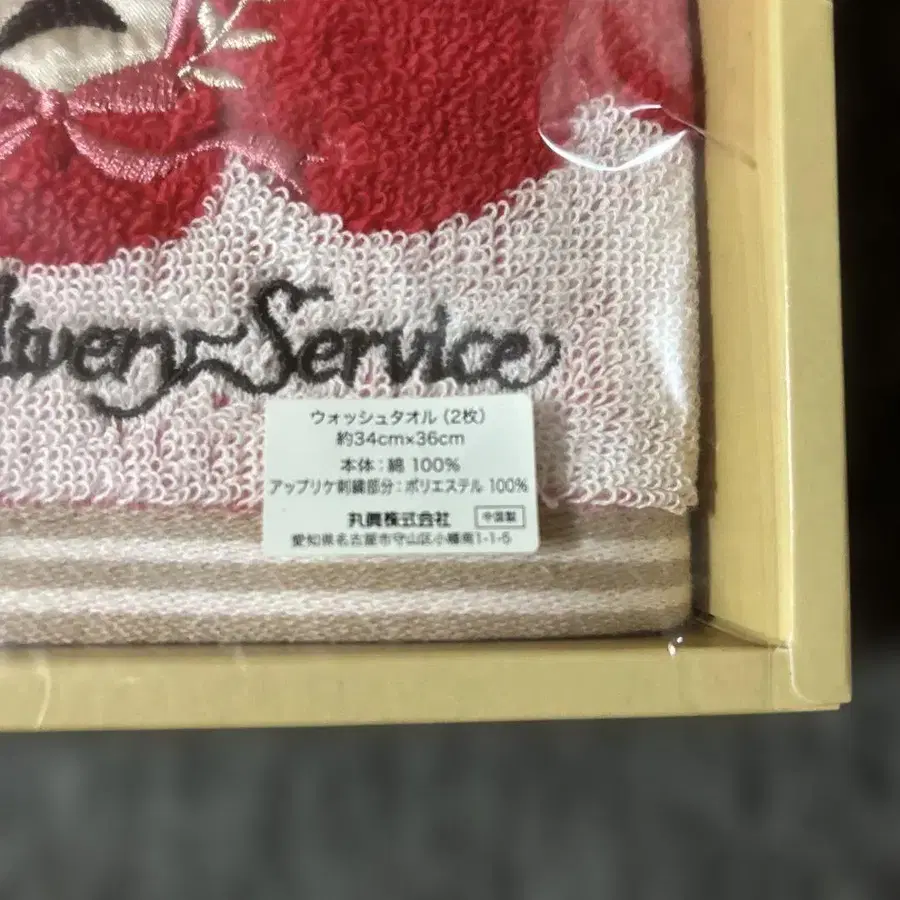 livery Service
ウォッシュタオル(2枚)
約34cm×36cm
本体:綿 100%
アップリケ刺繍部分:ポリエステル 100%
丸眞株式会社 中国製
愛知県名古屋市守山区小幡南1-1-5